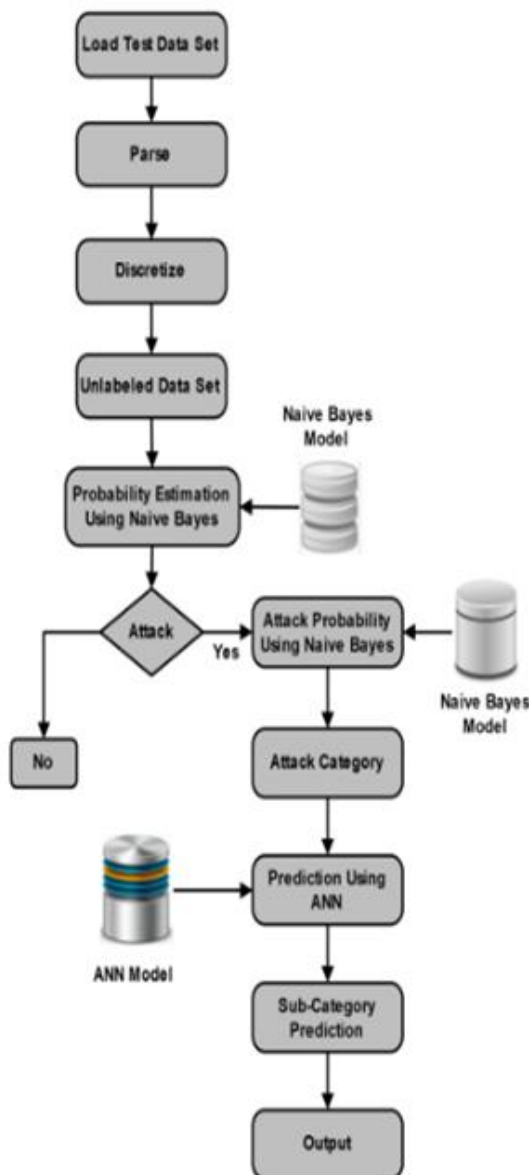 Load Test Data Set
Parse
Discretize
Unlabeled Data Set
Naive Bayes
Model
Probability Estimation
Using Naive Bayes
Attack
Yes
Attack Probability
Using Naive Bayes
Naive Bayes
Model
No
Attack Category
Prediction Using
ANN
ANN Model
Sub-Category
Prediction
Output